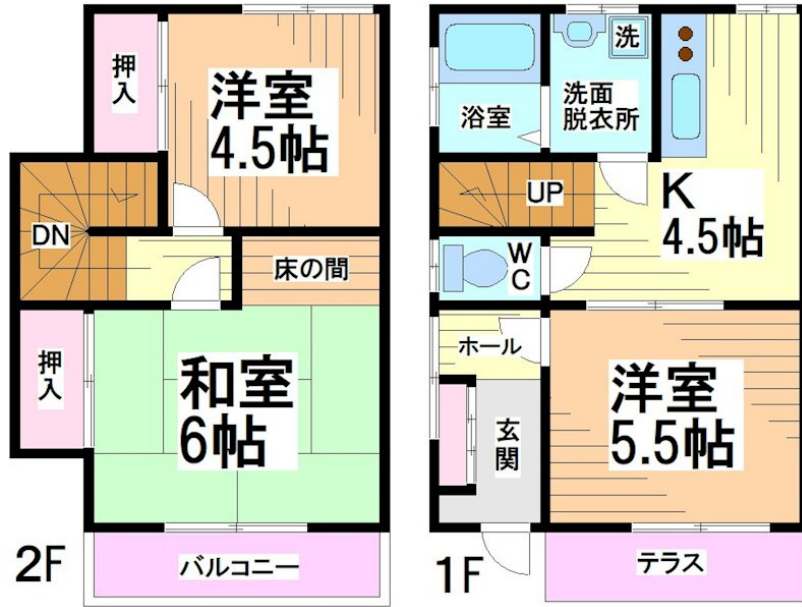 押入
洋室
4.5帖
DN
床の間
押入
和室
6帖
バルコニー
2F
洗
浴室
洗面
脱衣所
UP
K
4.5帖
WC
ホール
洋室
5.5帖
玄関
テラス
1F